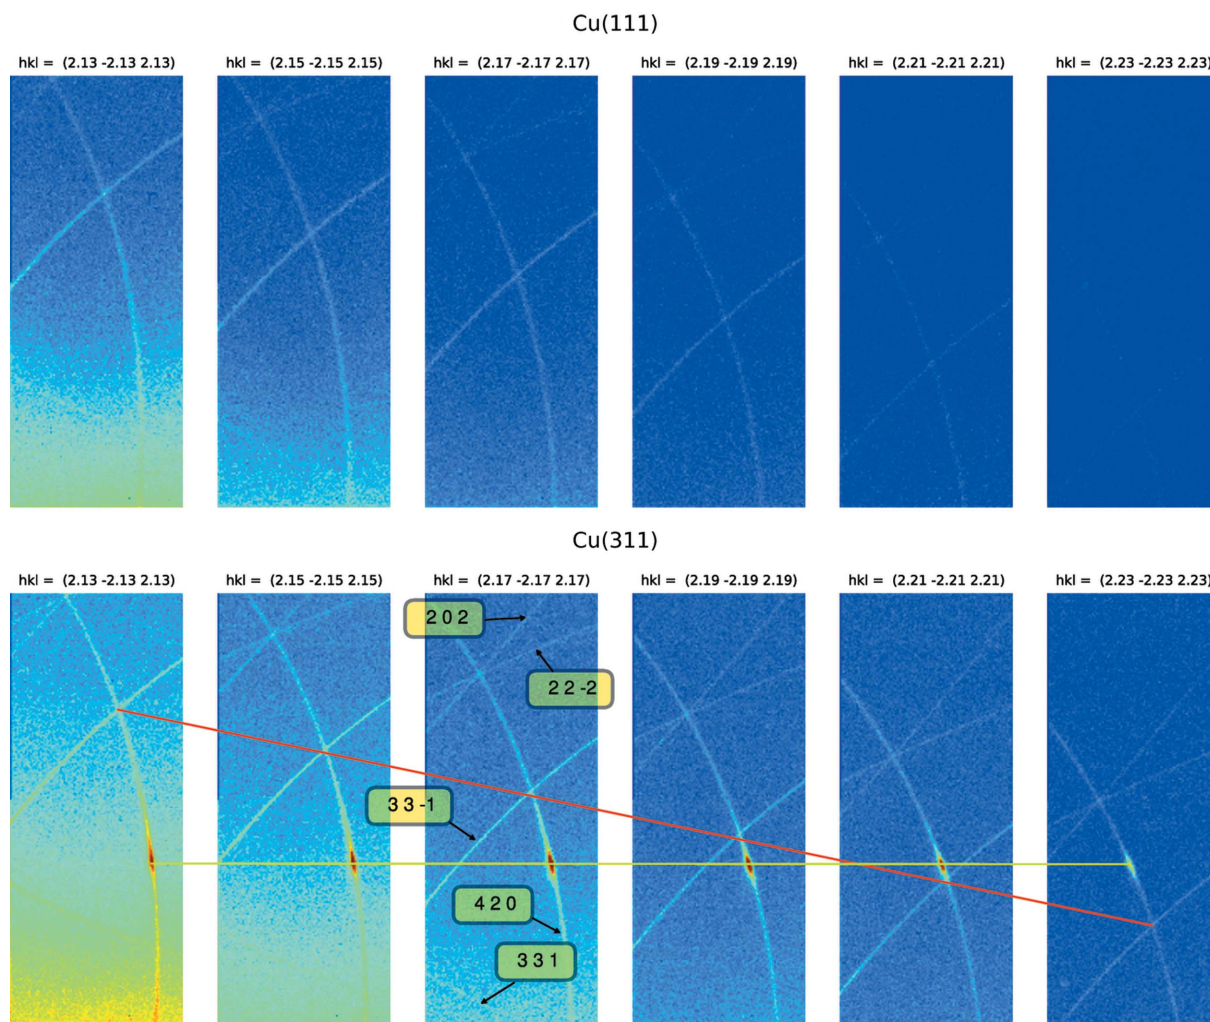 Cu(111)
hkl = (2.13 -2.13 2.13)
hkl = (2.15 -2.15 2.15)
hkl = (2.17 -2.17 2.17)
hkl = (2.19 -2.19 2.19)
hkl = (2.21 -2.21 2.21)
hkl = (2.23 -2.23 2.23)
Cu(311)
hkl = (2.13 -2.13 2.13)
hkl = (2.15 -2.15 2.15)
hkl = (2.17 -2.17 2.17)
hkl = (2.19 -2.19 2.19)
hkl = (2.21 -2.21 2.21)
hkl = (2.23 -2.23 2.23)
2 0 2
2 2 -2
3 3 -1
4 2 0
3 3 1